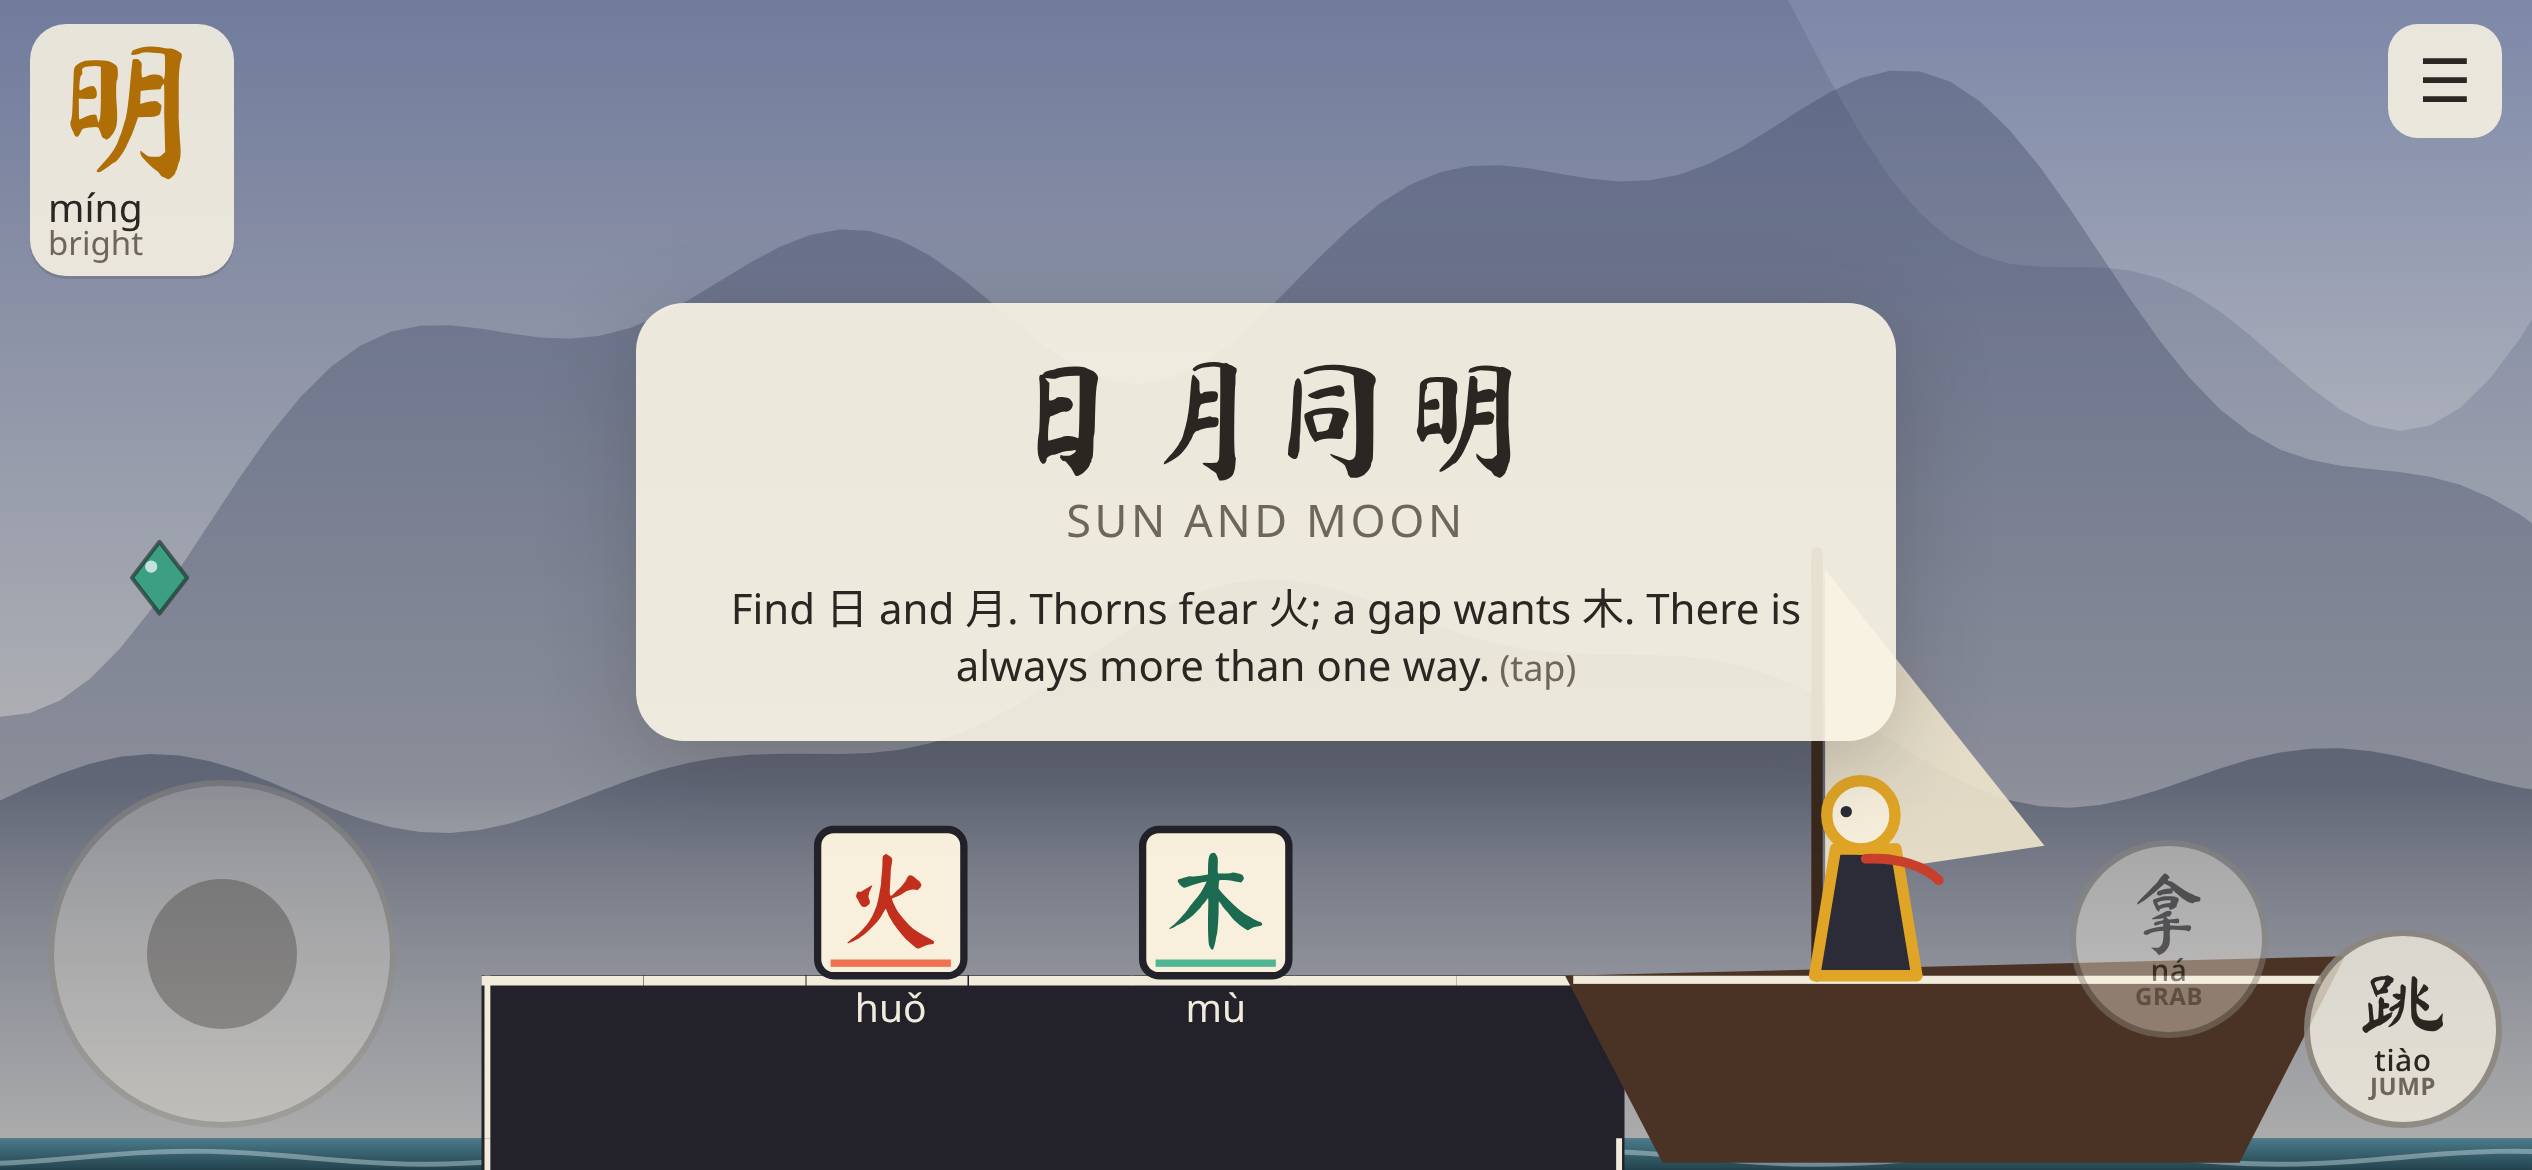 明
míng
bright
☰
日月同明
SUN AND MOON
Find 日 and 月. Thorns fear 火; a gap wants 木. There is
always more than one way. (tap)
火
huǒ
木
mù
拿
ná
GRAB
跳
tiào
JUMP